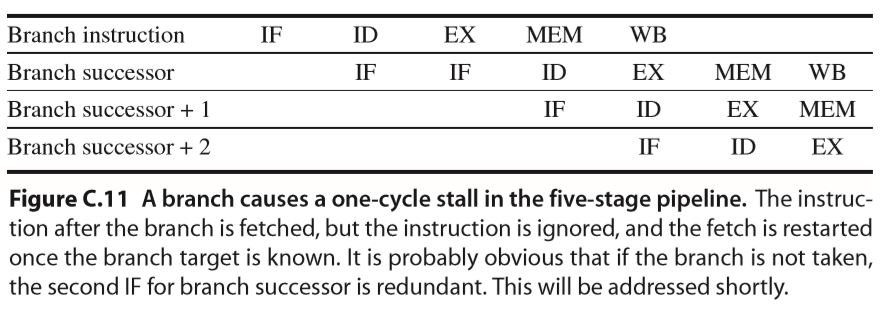 Branch instruction IF ID EX MEM WB
Branch successor IF IF ID EX MEM WB
Branch successor + 1 IF ID EX MEM
Branch successor + 2 IF ID EX
Figure C.11 A branch causes a one-cycle stall in the five-stage pipeline. The instruc-
tion after the branch is fetched, but the instruction is ignored, and the fetch is restarted
once the branch target is known. It is probably obvious that if the branch is not taken,
the second IF for branch successor is redundant. This will be addressed shortly.